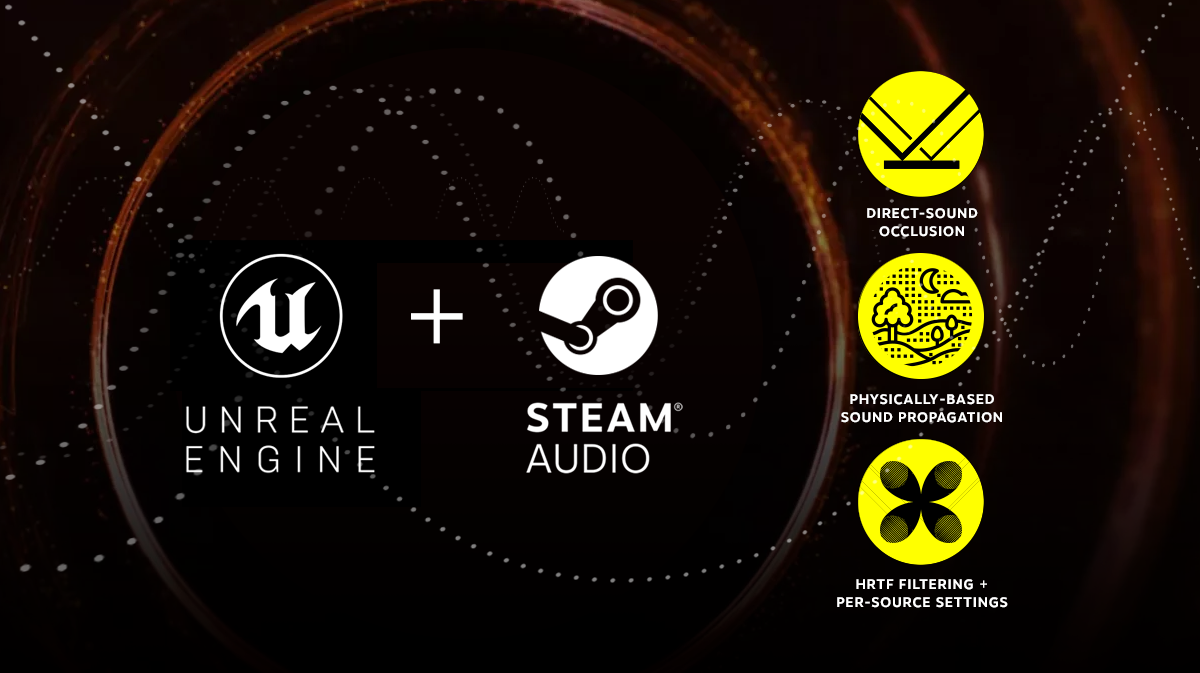 UNREAL
ENGINE
+
STEAM®
AUDIO
DIRECT-SOUND
OCCLUSION
PHYSICALLY-BASED
SOUND PROPAGATION
HRTF FILTERING +
PER-SOURCE SETTINGS